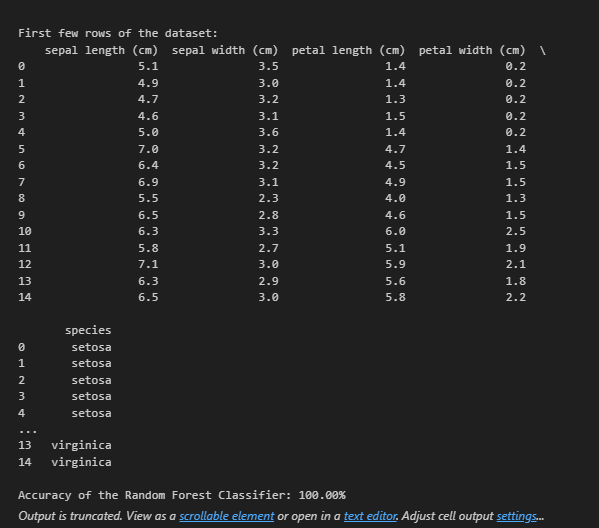 First few rows of the dataset:
    sepal length (cm)  sepal width (cm)  petal length (cm)  petal width (cm)  \
0                 5.1               3.5                1.4               0.2
1                 4.9               3.0                1.4               0.2
2                 4.7               3.2                1.3               0.2
3                 4.6               3.1                1.5               0.2
4                 5.0               3.6                1.4               0.2
5                 7.0               3.2                4.7               1.4
6                 6.4               3.2                4.5               1.5
7                 6.9               3.1                4.9               1.5
8                 5.5               2.3                4.0               1.3
9                 6.5               2.8                4.6               1.5
10                6.3               3.3                6.0               2.5
11                5.8               2.7                5.1               1.9
12                7.1               3.0                5.9               2.1
13                6.3               2.9                5.6               1.8
14                6.5               3.0                5.8               2.2
       species
0       setosa
1       setosa
2       setosa
3       setosa
4       setosa
...
13   virginica
14   virginica
Accuracy of the Random Forest Classifier: 100.00%
Output is truncated. View as a scrollable element or open in a text editor. Adjust cell output settings...